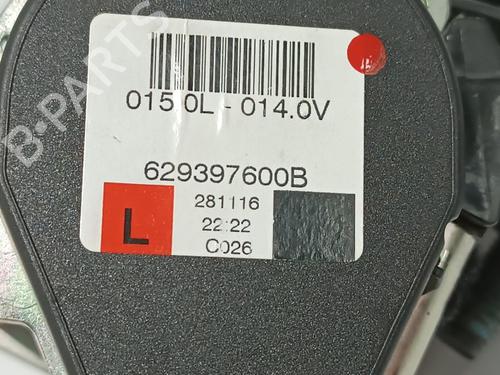 B-PARTS
015.0L - 014.0V
629397600B
L
281116
22:22
C026